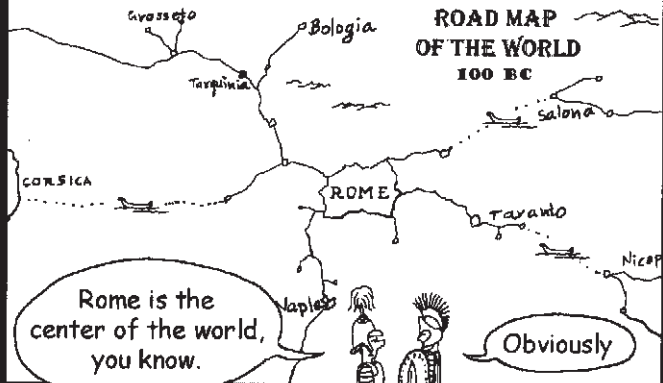 Grosseto
Bologia
ROAD MAP
OF THE WORLD
100 BC
Tarquinia
Salona
CORSICA
ROME
Taranto
Nicop
Naples
Rome is the
center of the world,
you know.
Obviously